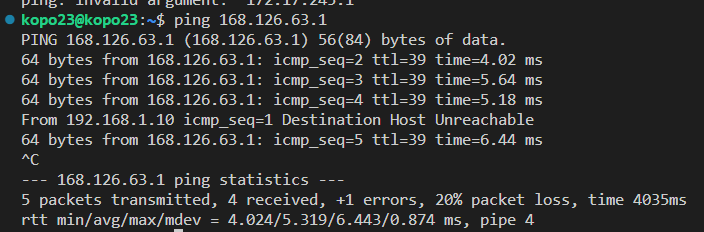 ping: invalid argument: '172.17.245.1'
kopo23@kopo23:~$ ping 168.126.63.1
PING 168.126.63.1 (168.126.63.1) 56(84) bytes of data.
64 bytes from 168.126.63.1: icmp_seq=2 ttl=39 time=4.02 ms
64 bytes from 168.126.63.1: icmp_seq=3 ttl=39 time=5.64 ms
64 bytes from 168.126.63.1: icmp_seq=4 ttl=39 time=5.18 ms
From 192.168.1.10 icmp_seq=1 Destination Host Unreachable
64 bytes from 168.126.63.1: icmp_seq=5 ttl=39 time=6.44 ms
^C
--- 168.126.63.1 ping statistics ---
5 packets transmitted, 4 received, +1 errors, 20% packet loss, time 4035ms
rtt min/avg/max/mdev = 4.024/5.319/6.443/0.874 ms, pipe 4